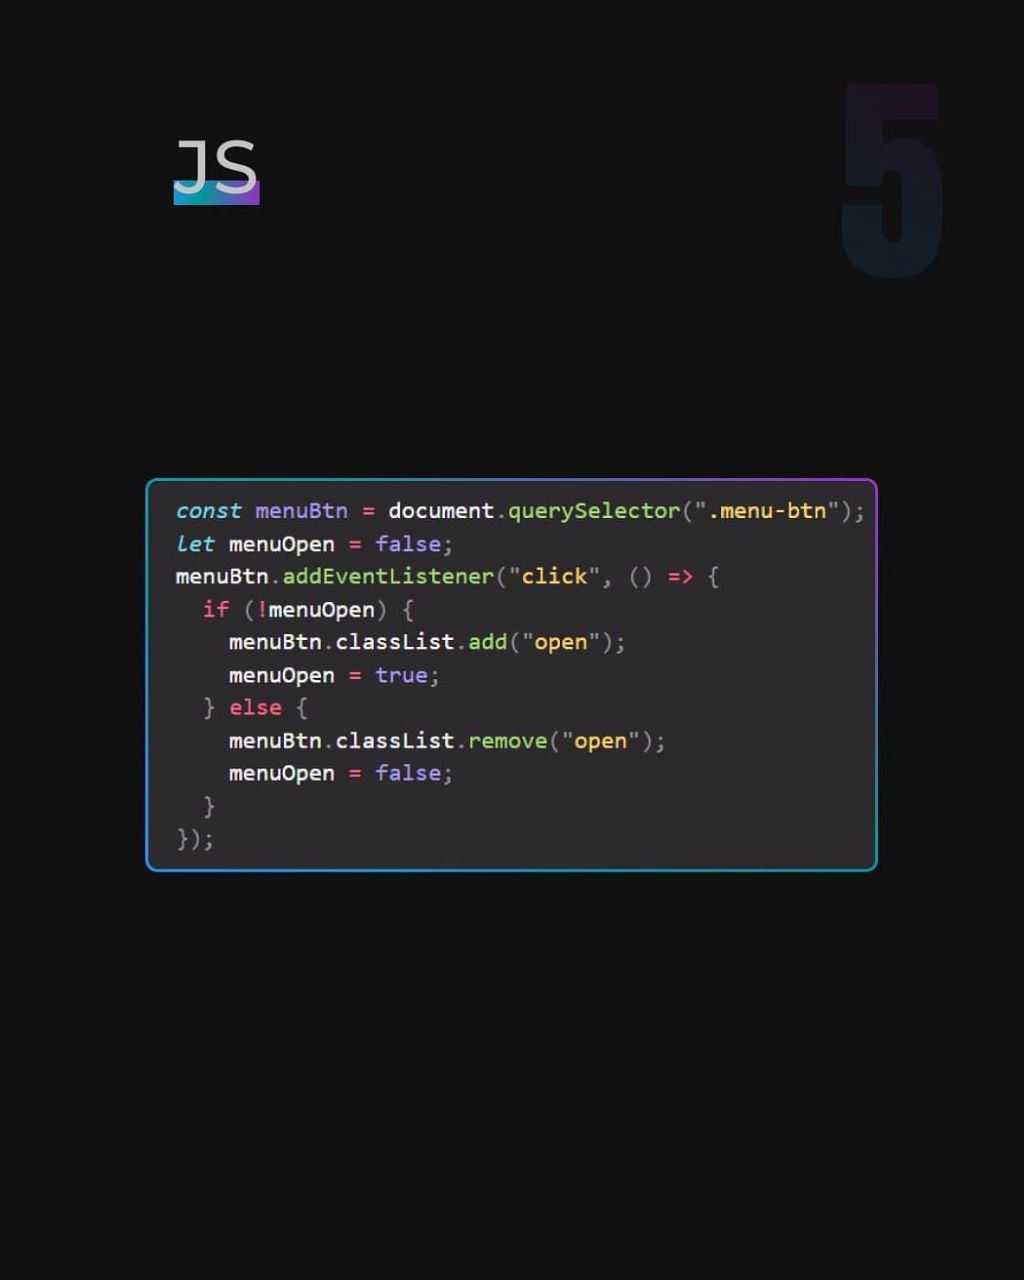 JS
5
const menuBtn = document.querySelector(".menu-btn");
let menuOpen = false;
menuBtn.addEventListener("click", () => {
  if (!menuOpen) {
    menuBtn.classList.add("open");
    menuOpen = true;
  } else {
    menuBtn.classList.remove("open");
    menuOpen = false;
  }
});